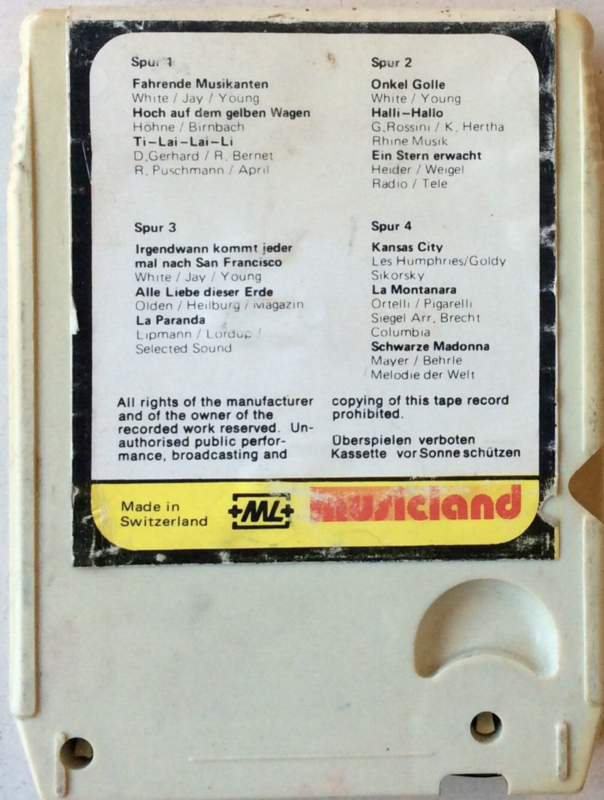 Spur 1
Fahrende Musikanten
White / Jay / Young
Hoch auf dem gelben Wagen
Höhne / Birnbach
Ti-Lai-Lai-Li
D.Gerhard / R. Bernet
R. Puschmann / April
Spur 2
Onkel Golle
White / Young
Halli-Hallo
G.Rossini / K. Hertha
Rhine Musik
Ein Stern erwacht
Heider / Weigel
Radio / Tele
Spur 3
Irgendwann kommt jeder
mal nach San Francisco
White / Jay / Young
Alle Liebe dieser Erde
Olden / Heilburg / Magazin
La Paranda
Lipmann / Lordup /
Selected Sound
Spur 4
Kansas City
Les Humphries/Goldy
Sikorsky
La Montanara
Ortelli / Pigarelli
Siegel Arr. Brecht
Columbia
Schwarze Madonna
Mayer / Behrle
Melodie der Welt
All rights of the manufacturer
and of the owner of the
recorded work reserved. Un-
authorised public perfor-
mance, broadcasting and
copying of this tape record
prohibited.
Überspielen verboten
Kassette vor Sonne schützen
Made in
Switzerland
+ML+
musicland